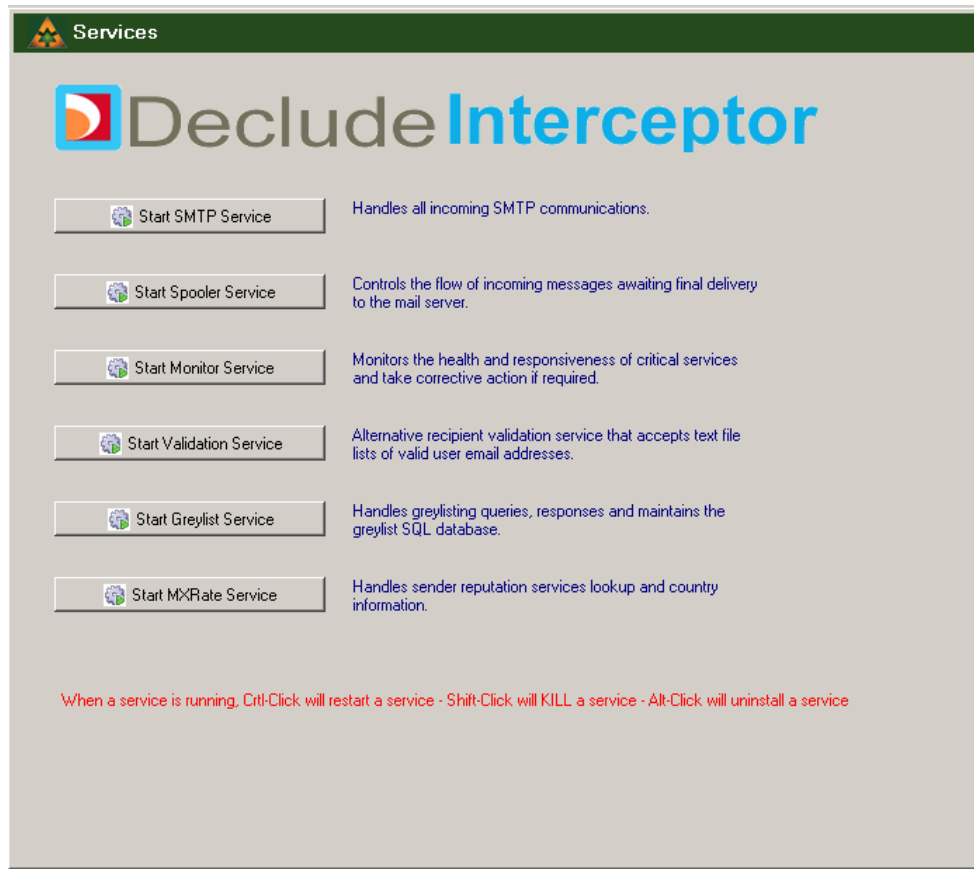 Services
Declude Interceptor
Start SMTP Service
Handles all incoming SMTP communications.
Start Spooler Service
Controls the flow of incoming messages awaiting final delivery
to the mail server.
Start Monitor Service
Monitors the health and responsiveness of critical services
and take corrective action if required.
Start Validation Service
Alternative recipient validation service that accepts text file
lists of valid user email addresses.
Start Greylist Service
Handles greylisting queries, responses and maintains the
greylist SQL database.
Start MXRate Service
Handles sender reputation services lookup and country
information.
When a service is running, Crtl-Click will restart a service - Shift-Click will KILL a service - Alt-Click will uninstall a service